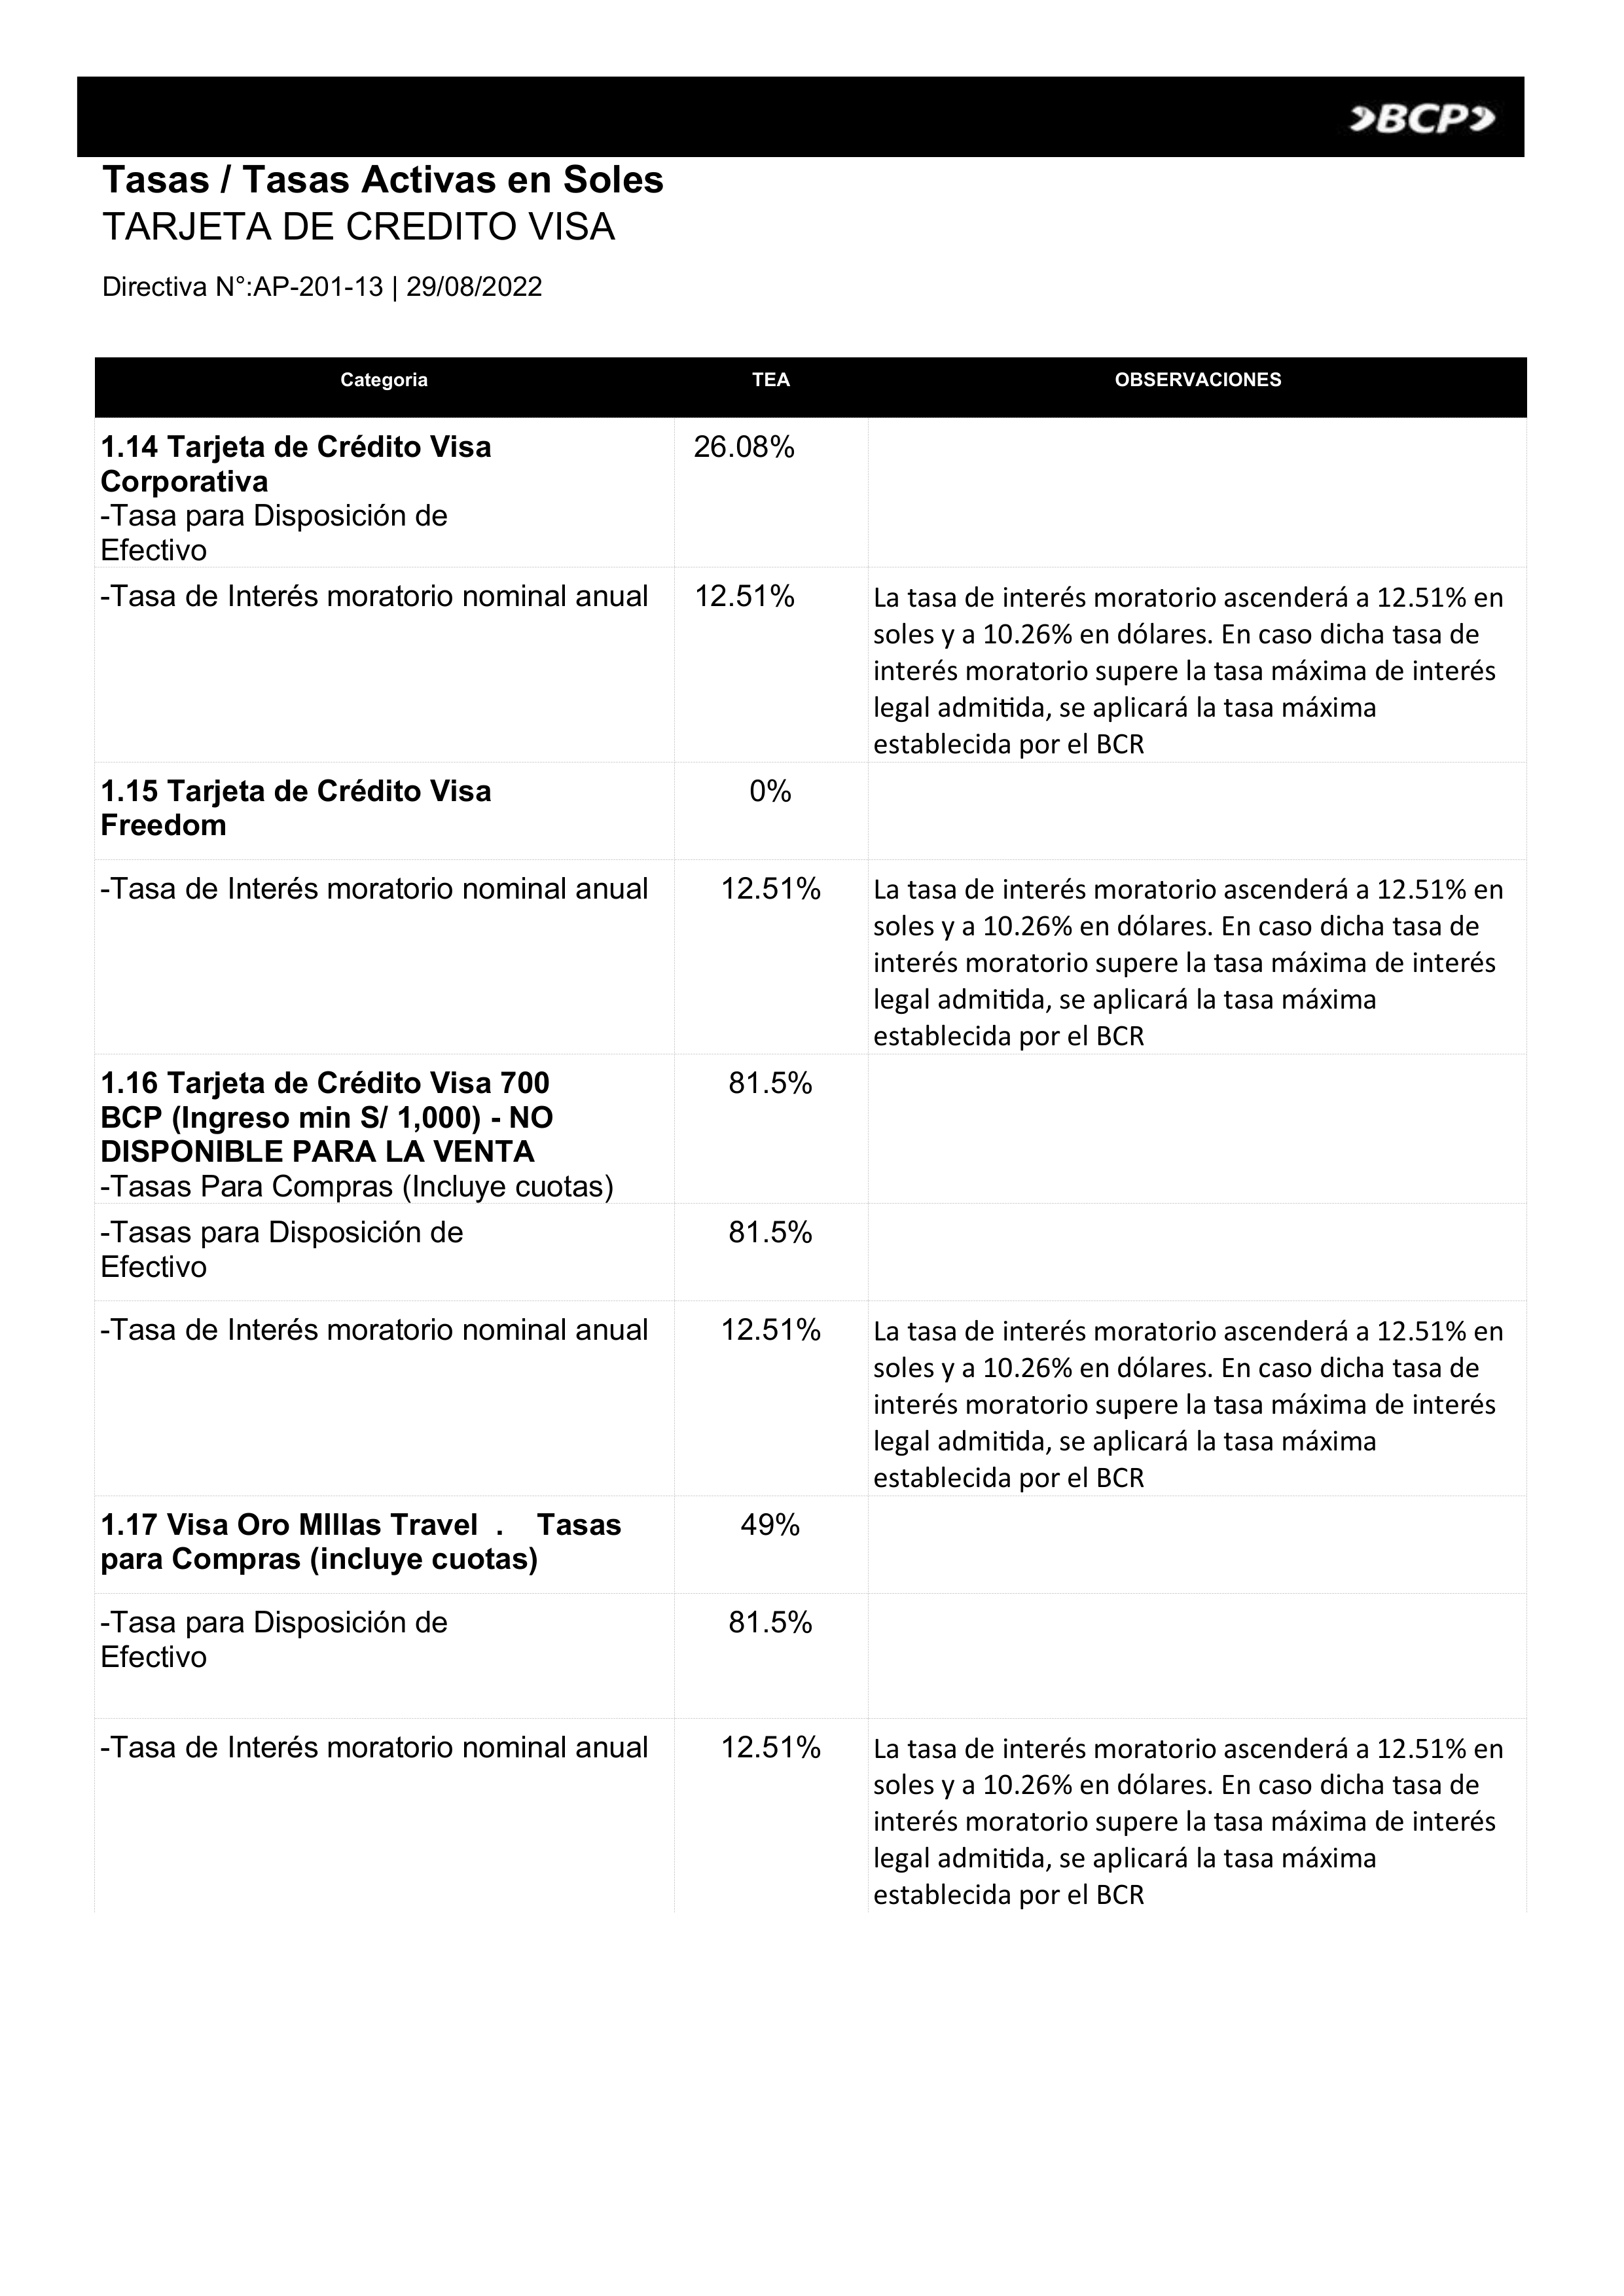 BCP
Tasas / Tasas Activas en Soles
TARJETA DE CREDITO VISA
Directiva N°:AP-201-13 | 29/08/2022
Categoria TEA OBSERVACIONES
1.14 Tarjeta de Crédito Visa 26.08%
Corporativa
-Tasa para Disposición de
Efectivo
-Tasa de Interés moratorio nominal anual 12.51% La tasa de interés moratorio ascenderá a 12.51% en
soles y a 10.26% en dólares. En caso dicha tasa de
interés moratorio supere la tasa máxima de interés
legal admitida, se aplicará la tasa máxima
establecida por el BCR
1.15 Tarjeta de Crédito Visa 0%
Freedom
-Tasa de Interés moratorio nominal anual 12.51% La tasa de interés moratorio ascenderá a 12.51% en
soles y a 10.26% en dólares. En caso dicha tasa de
interés moratorio supere la tasa máxima de interés
legal admitida, se aplicará la tasa máxima
establecida por el BCR
1.16 Tarjeta de Crédito Visa 700 81.5%
BCP (Ingreso min S/ 1,000) - NO
DISPONIBLE PARA LA VENTA
-Tasas Para Compras (Incluye cuotas)
-Tasas para Disposición de 81.5%
Efectivo
-Tasa de Interés moratorio nominal anual 12.51% La tasa de interés moratorio ascenderá a 12.51% en
soles y a 10.26% en dólares. En caso dicha tasa de
interés moratorio supere la tasa máxima de interés
legal admitida, se aplicará la tasa máxima
establecida por el BCR
1.17 Visa Oro MIllas Travel . Tasas 49%
para Compras (incluye cuotas)
-Tasa para Disposición de 81.5%
Efectivo
-Tasa de Interés moratorio nominal anual 12.51% La tasa de interés moratorio ascenderá a 12.51% en
soles y a 10.26% en dólares. En caso dicha tasa de
interés moratorio supere la tasa máxima de interés
legal admitida, se aplicará la tasa máxima
establecida por el BCR